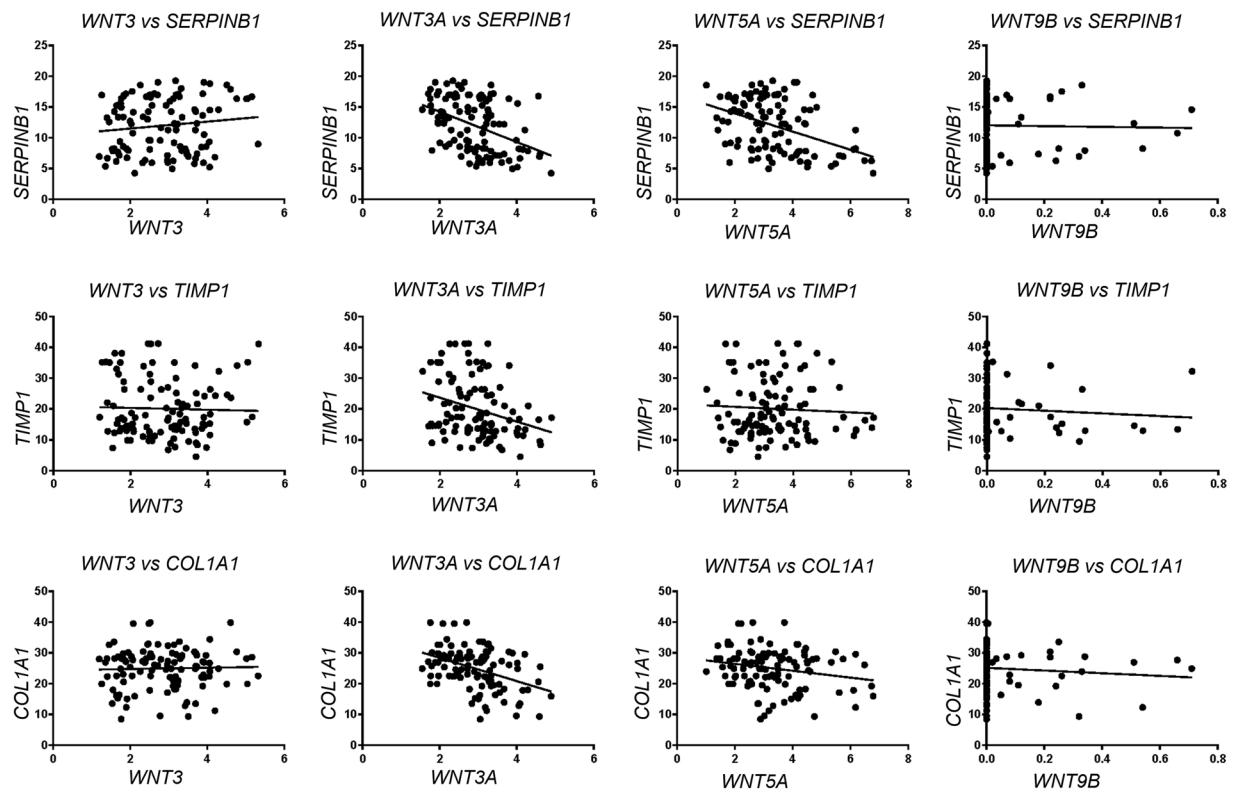 WNT3 vs SERPINB1
WNT3A vs SERPINB1
WNT5A vs SERPINB1
WNT9B vs SERPINB1
SERPINB1
25
20
15
10
5
0
0 2 4 6
WNT3
SERPINB1
25
20
15
10
5
0
0 2 4 6
WNT3A
SERPINB1
25
20
15
10
5
0
0 2 4 6 8
WNT5A
SERPINB1
25
20
15
10
5
0
0.0 0.2 0.4 0.6 0.8
WNT9B
WNT3 vs TIMP1
WNT3A vs TIMP1
WNT5A vs TIMP1
WNT9B vs TIMP1
TIMP1
50
40
30
20
10
0
0 2 4 6
WNT3
TIMP1
50
40
30
20
10
0
0 2 4 6
WNT3A
TIMP1
50
40
30
20
10
0
0 2 4 6 8
WNT5A
TIMP1
50
40
30
20
10
0
0.0 0.2 0.4 0.6 0.8
WNT9B
WNT3 vs COL1A1
WNT3A vs COL1A1
WNT5A vs COL1A1
WNT9B vs COL1A1
COL1A1
50
40
30
20
10
0
0 2 4 6
WNT3
COL1A1
50
40
30
20
10
0
0 2 4 6
WNT3A
COL1A1
50
40
30
20
10
0
0 2 4 6 8
WNT5A
COL1A1
50
40
30
20
10
0
0.0 0.2 0.4 0.6 0.8
WNT9B